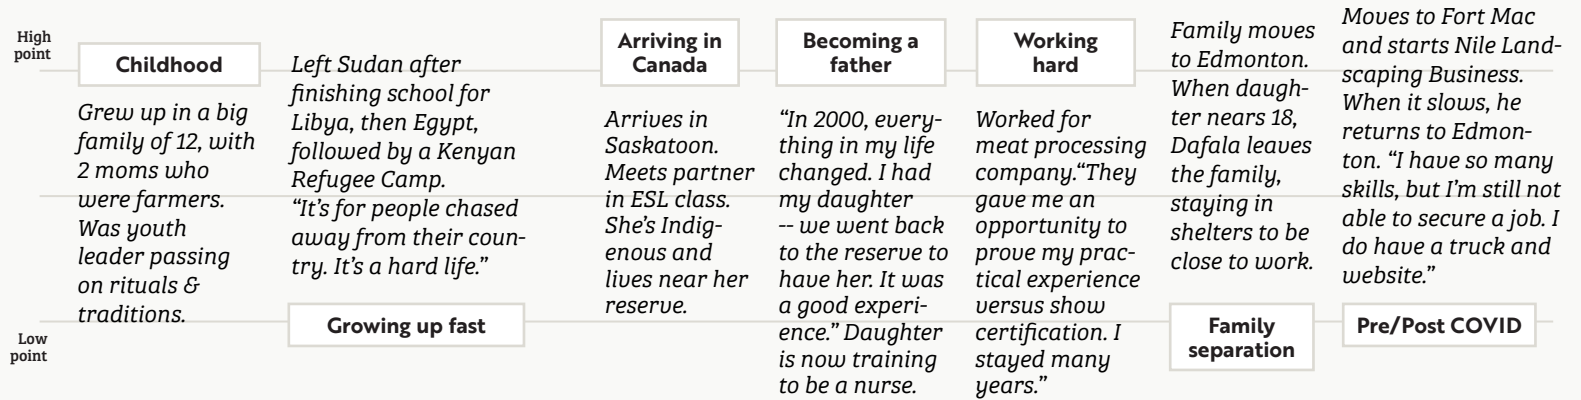 High
point
Childhood
Grew up in a big
family of 12, with
2 moms who
were farmers.
Was youth
leader passing
on rituals &
traditions.
Left Sudan after
finishing school for
Libya, then Egypt,
followed by a Kenyan
Refugee Camp.
“It’s for people chased
away from their coun-
try. It’s a hard life.”
Growing up fast
Arriving in
Canada
Arrives in
Saskatoon.
Meets partner
in ESL class.
She’s Indig-
enous and
lives near her
reserve.
Becoming a
father
“In 2000, every-
thing in my life
changed. I had
my daughter
-- we went back
to the reserve to
have her. It was
a good experi-
ence.” Daughter
is now training
to be a nurse.
Working
hard
Worked for
meat processing
company.“They
gave me an
opportunity to
prove my prac-
tical experience
versus show
certification. I
stayed many
years.”
Family moves
to Edmonton.
When daugh-
ter nears 18,
Dafala leaves
the family,
staying in
shelters to be
close to work.
Family
separation
Moves to Fort Mac
and starts Nile Land-
scaping Business.
When it slows, he
returns to Edmon-
ton. “I have so many
skills, but I’m still not
able to secure a job. I
do have a truck and
website.”
Pre/Post COVID
Low
point